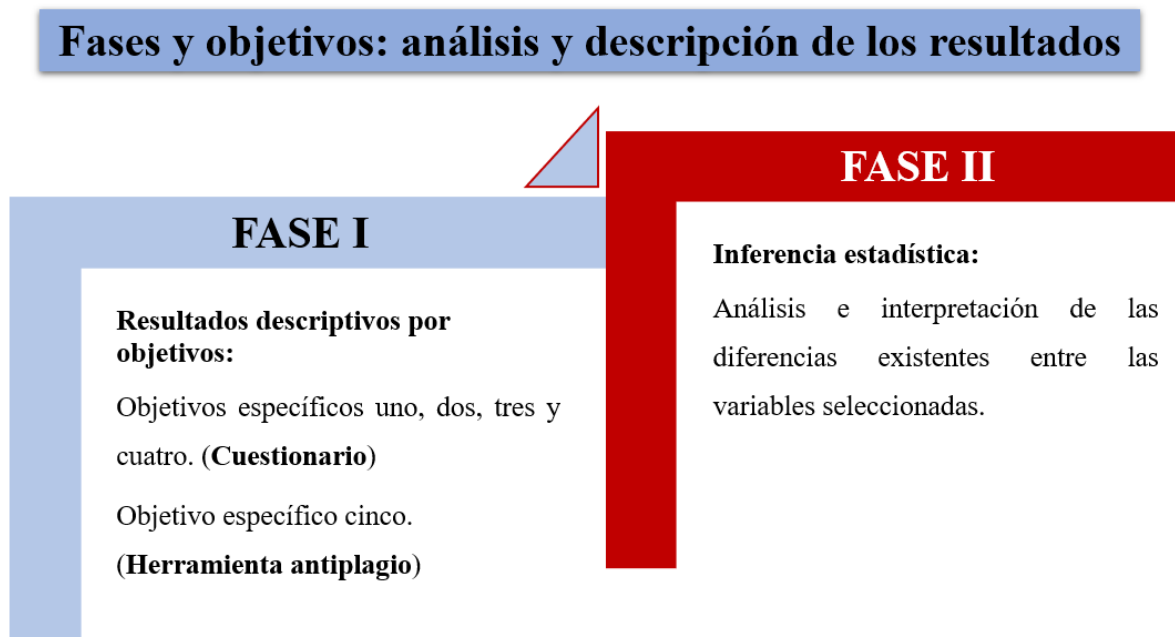 Fases y objetivos: análisis y descripción de los resultados
FASE I
Resultados descriptivos por
objetivos:
Objetivos específicos uno, dos, tres y
cuatro. (Cuestionario)
Objetivo específico cinco.
(Herramienta antiplagio)
FASE II
Inferencia estadística:
Análisis e interpretación de las
diferencias existentes entre las
variables seleccionadas.